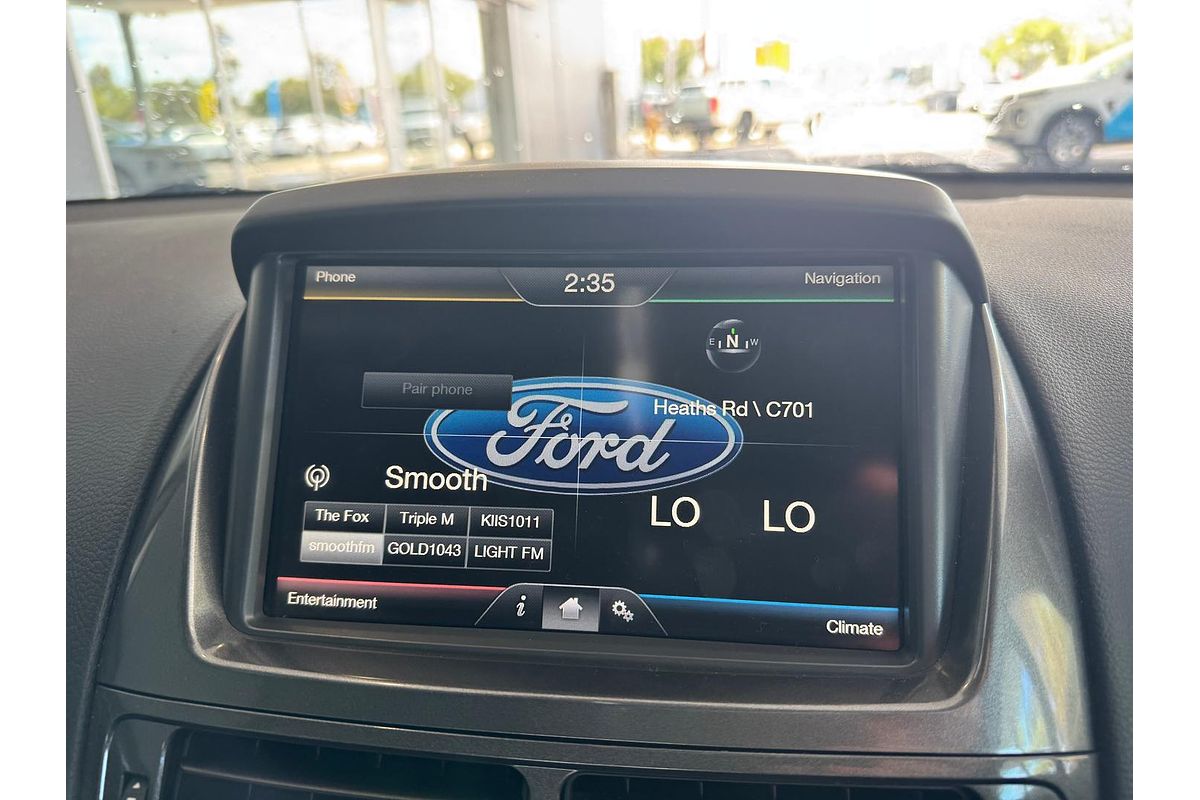 Phone
2:35
Navigation
E N W
Pair phone
Heaths Rd \ C701
Ford
Smooth
LO LO
The Fox Triple M KIIS1011
smoothfm GOLD1043 LIGHT FM
Entertainment
i
Climate